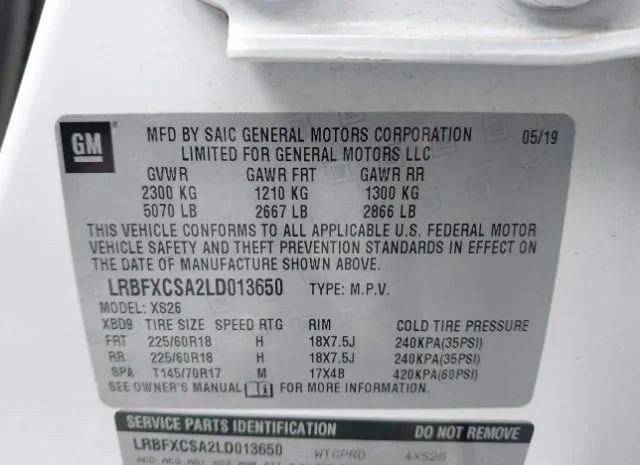 GM
MFD BY SAIC GENERAL MOTORS CORPORATION 05/19
LIMITED FOR GENERAL MOTORS LLC
GVWR GAWR FRT GAWR RR
2300 KG 1210 KG 1300 KG
5070 LB 2667 LB 2866 LB
THIS VEHICLE CONFORMS TO ALL APPLICABLE U.S. FEDERAL MOTOR
VEHICLE SAFETY AND THEFT PREVENTION STANDARDS IN EFFECT ON
THE DATE OF MANUFACTURE SHOWN ABOVE.
LRBFXCSA2LD013650 TYPE: M.P.V.
MODEL: XS26
XBD9 TIRE SIZE SPEED RTG RIM COLD TIRE PRESSURE
FRT 225/60R18 H 18X7.5J 240KPA(35PSI)
RR 225/60R18 H 18X7.5J 240KPA(35PSI)
SPA T145/70R17 M 17X4B 420KPA(60PSI)
SEE OWNER'S MANUAL FOR MORE INFORMATION.
SERVICE PARTS IDENTIFICATION DO NOT REMOVE
LRBFXCSA2LD013650 WTGPRD 4XS26